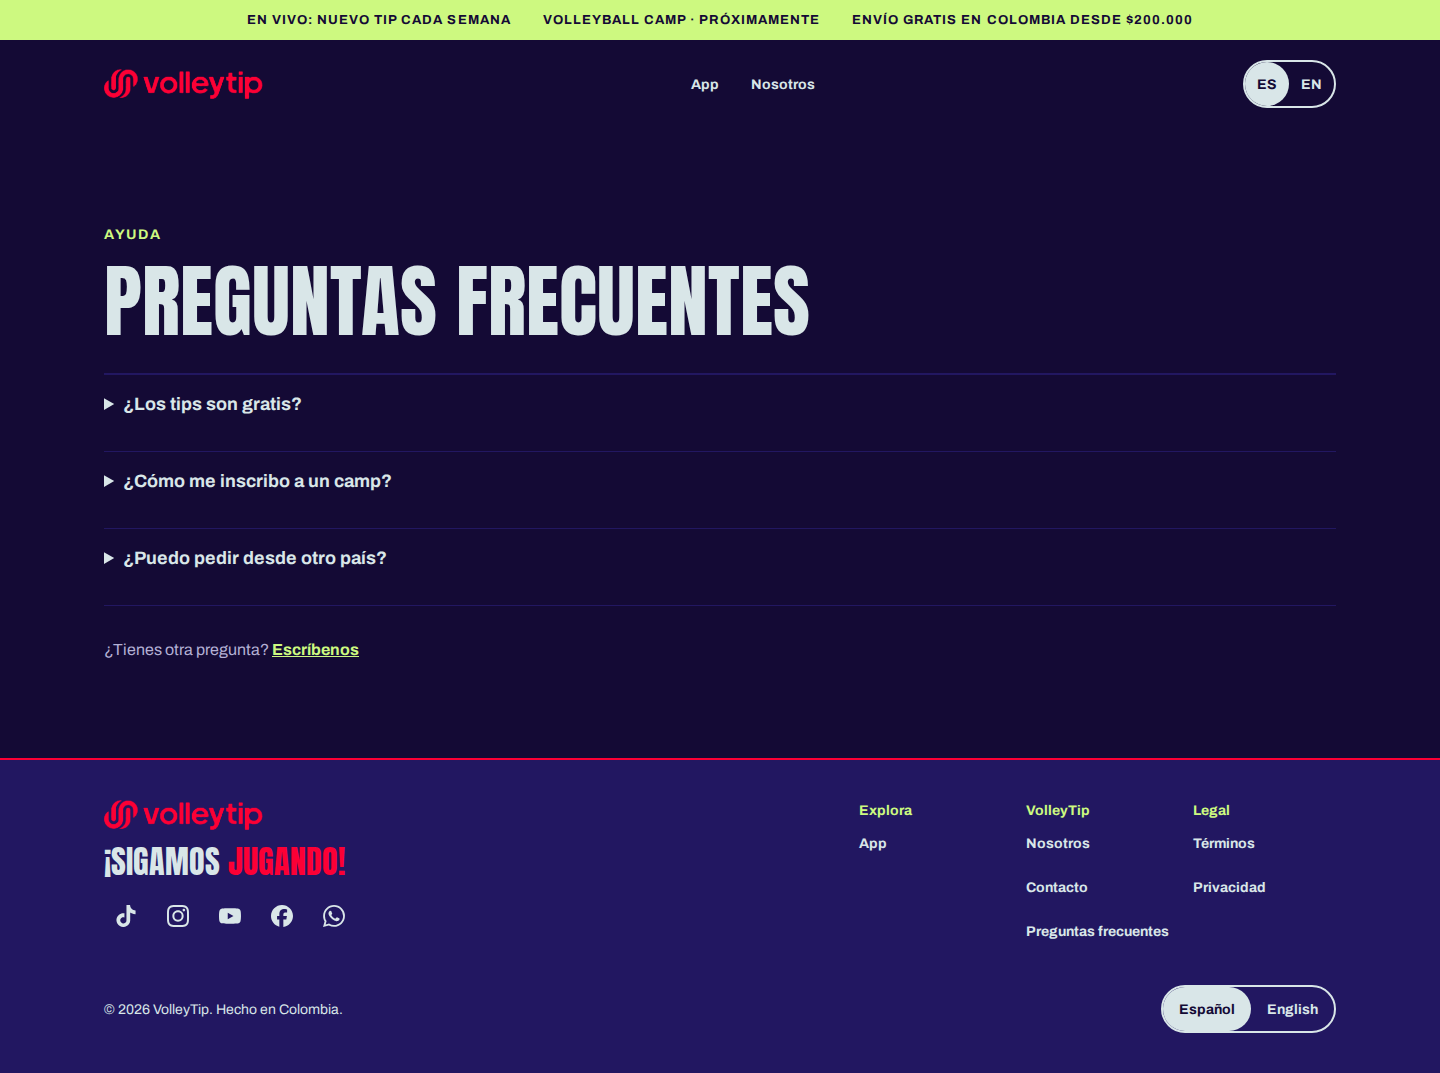 EN VIVO: NUEVO TIP CADA SEMANA
VOLLEYBALL CAMP · PRÓXIMAMENTE
ENVÍO GRATIS EN COLOMBIA DESDE $200.000
volleytip
App
Nosotros
ES
EN
AYUDA
PREGUNTAS FRECUENTES
¿Los tips son gratis?
¿Cómo me inscribo a un camp?
¿Puedo pedir desde otro país?
¿Tienes otra pregunta? Escríbenos
volleytip
¡SIGAMOS JUGANDO!
Explora
App
VolleyTip
Nosotros
Contacto
Preguntas frecuentes
Legal
Términos
Privacidad
© 2026 VolleyTip. Hecho en Colombia.
Español
English